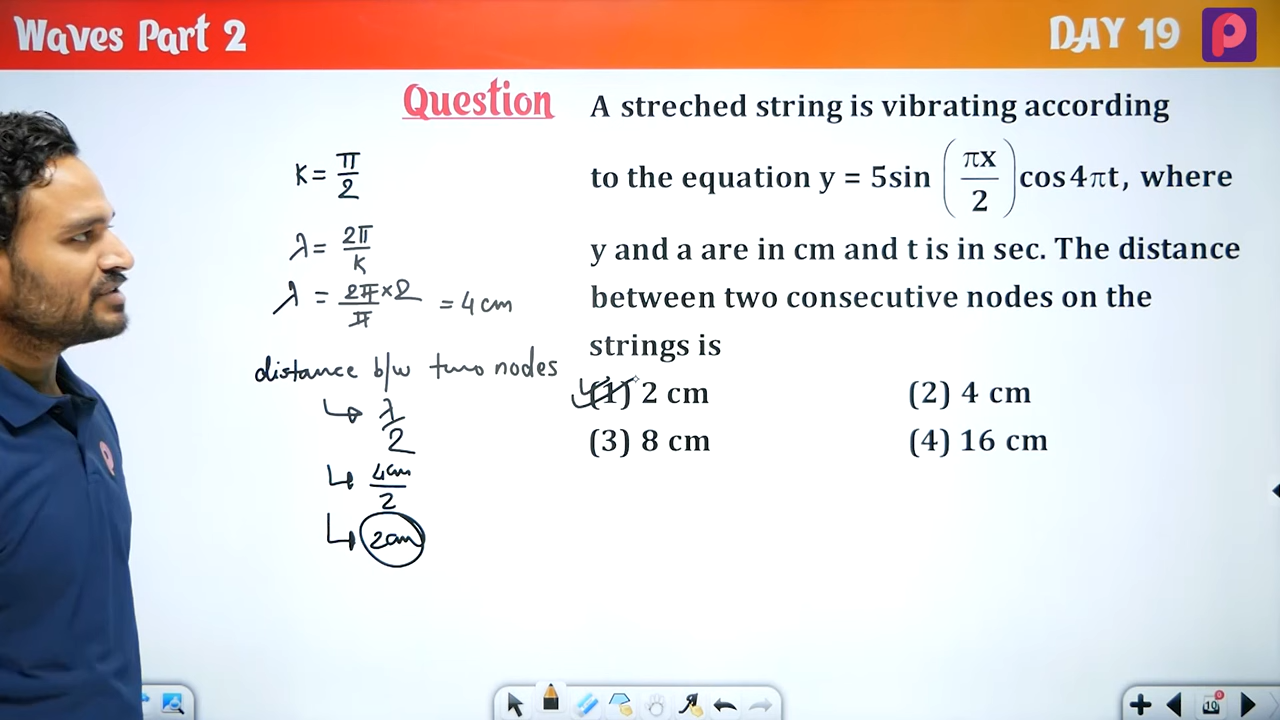 Waves Part 2
DAY 19
Question
A streched string is vibrating according
to the equation y = 5sin (πx/2) cos4πt, where
y and a are in cm and t is in sec. The distance
between two consecutive nodes on the
strings is
(1) 2 cm
(2) 4 cm
(3) 8 cm
(4) 16 cm
K = π/2
λ = 2π/K
λ = 2π×2/π = 4 cm
distance b/w two nodes
↳ λ/2
↳ 4cm/2
↳ 2cm
10